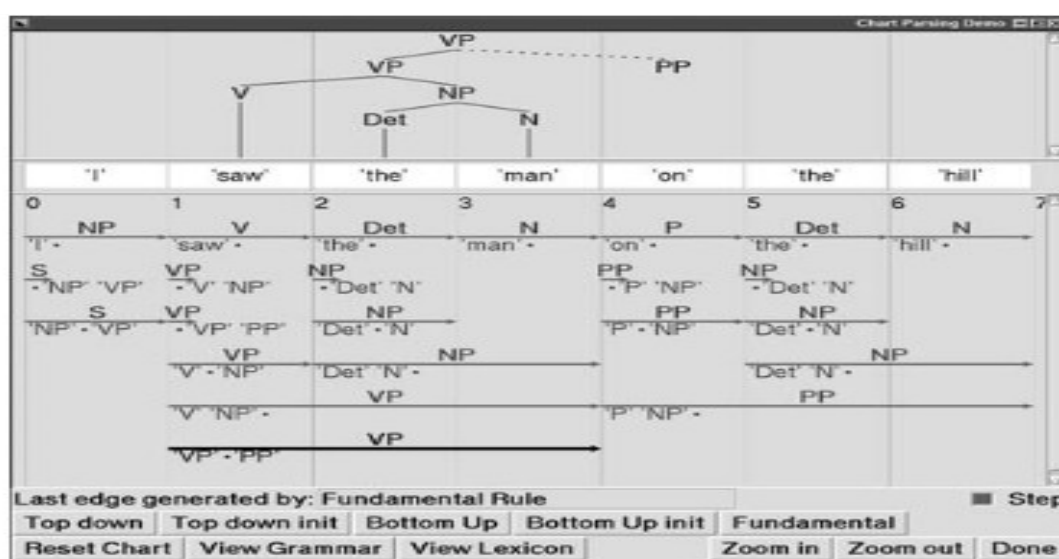 Chart Parsing Demo
VP
VP PP
V NP
Det N
'I' 'saw' 'the' 'man' 'on' 'the' 'hill'
0 1 2 3 4 5 6 7
NP V Det N P Det N
'I' • 'saw' • 'the' • 'man' • 'on' • 'the' • 'hill' •
S VP NP PP NP
• 'NP' 'VP' • 'V' 'NP' • 'Det' 'N' • 'P' 'NP' • 'Det' 'N'
S VP NP PP NP
'NP' • 'VP' • 'VP' 'PP' 'Det' • 'N' 'P' • 'NP' 'Det' • 'N'
VP NP NP
'V' • 'NP' 'Det' 'N' • 'Det' 'N' •
VP PP
'V' 'NP' • 'P' 'NP' •
VP
'VP' • 'PP'
Last edge generated by: Fundamental Rule Step
Top down Top down init Bottom Up Bottom Up init Fundamental
Reset Chart View Grammar View Lexicon Zoom in Zoom out Done